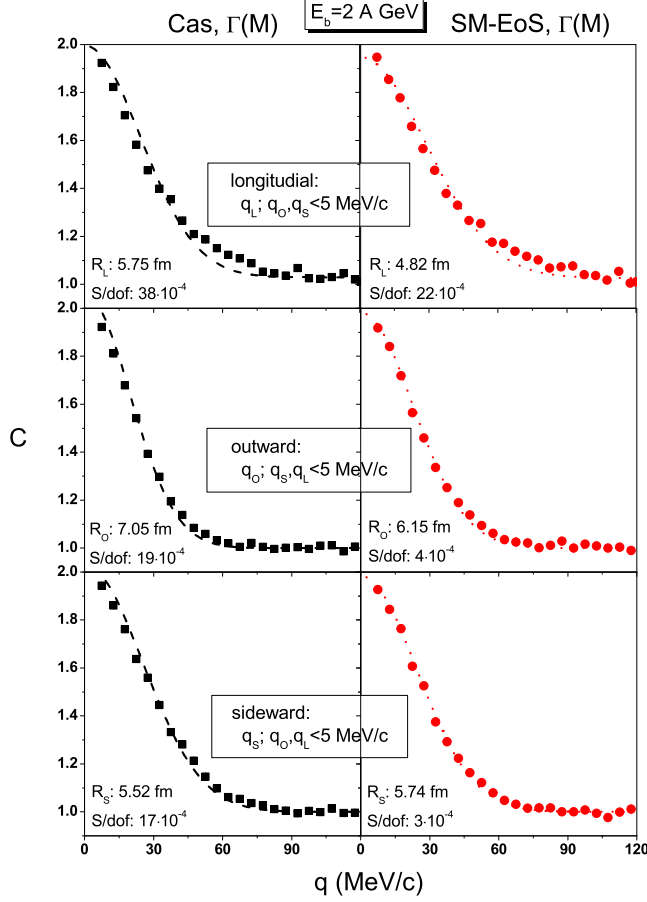 Cas, Γ(M)
E_b=2 A GeV
SM-EoS, Γ(M)
2.0
1.8
1.6
1.4
1.2
1.0
longitudial:
q_L; q_O,q_S<5 MeV/c
R_L: 5.75 fm
S/dof: 38·10^-4
R_L: 4.82 fm
S/dof: 22·10^-4
2.0
1.8
1.6
1.4
1.2
1.0
C
outward:
q_O; q_S,q_L<5 MeV/c
R_O: 7.05 fm
S/dof: 19·10^-4
R_O: 6.15 fm
S/dof: 4·10^-4
2.0
1.8
1.6
1.4
1.2
1.0
sideward:
q_S; q_O,q_L<5 MeV/c
R_S: 5.52 fm
S/dof: 17·10^-4
R_S: 5.74 fm
S/dof: 3·10^-4
0 30 60 90 0 30 60 90 120
q (MeV/c)